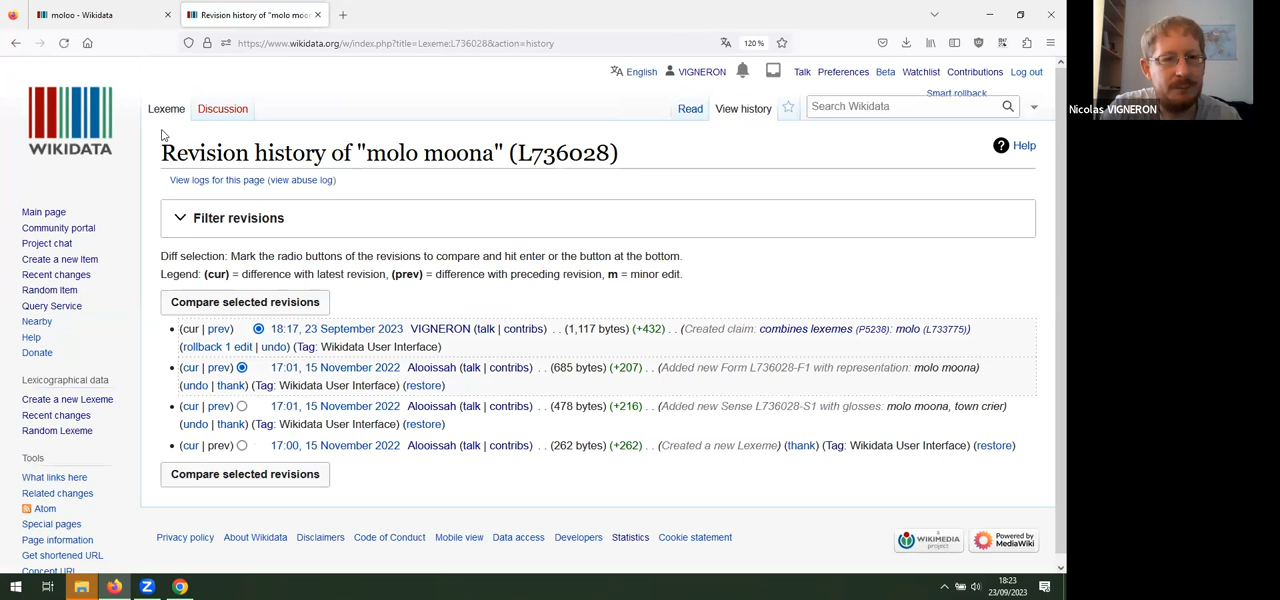 moloo - Wikidata
Revision history of "molo moon
https://www.wikidata.org/w/index.php?title=Lexeme:L736028&action=history
120 %
English VIGNERON Talk Preferences Beta Watchlist Contributions Log out
Smart rollback
Lexeme Discussion Read View history Search Wikidata
WIKIDATA
Revision history of "molo moona" (L736028)
Help
View logs for this page (view abuse log)
Filter revisions
Diff selection: Mark the radio buttons of the revisions to compare and hit enter or the button at the bottom.
Legend: (cur) = difference with latest revision, (prev) = difference with preceding revision, m = minor edit.
Compare selected revisions
(cur | prev) 18:17, 23 September 2023 VIGNERON (talk | contribs) . . (1,117 bytes) (+432) . . (Created claim: combines lexemes (P5238): molo (L733775))
(rollback 1 edit | undo) (Tag: Wikidata User Interface)
(cur | prev) 17:01, 15 November 2022 Alooissah (talk | contribs) . . (685 bytes) (+207) . . (Added new Form L736028-F1 with representation: molo moona)
(undo | thank) (Tag: Wikidata User Interface) (restore)
(cur | prev) 17:01, 15 November 2022 Alooissah (talk | contribs) . . (478 bytes) (+216) . . (Added new Sense L736028-S1 with glosses: molo moona, town crier)
(undo | thank) (Tag: Wikidata User Interface) (restore)
(cur | prev) 17:00, 15 November 2022 Alooissah (talk | contribs) . . (262 bytes) (+262) . . (Created a new Lexeme) (thank) (Tag: Wikidata User Interface) (restore)
Compare selected revisions
Main page
Community portal
Project chat
Create a new Item
Recent changes
Random Item
Query Service
Nearby
Help
Donate
Lexicographical data
Create a new Lexeme
Recent changes
Random Lexeme
Tools
What links here
Related changes
Atom
Special pages
Page information
Get shortened URL
Concept URI
Privacy policy About Wikidata Disclaimers Code of Conduct Mobile view Data access Developers Statistics Cookie statement
A
WIKIMEDIA
project
Powered by
MediaWiki
18:23
23/09/2023
Nicolas VIGNERON